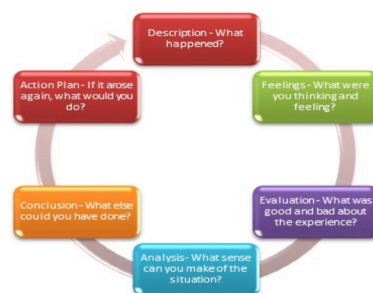 Description - What
happened?
Feelings - What were
you thinking and
feeling?
Evaluation - What was
good and bad about
the experience?
Analysis - What sense
can you make of the
situation?
Conclusion - What else
could you have done?
Action Plan - If it arose
again, what would you
do?